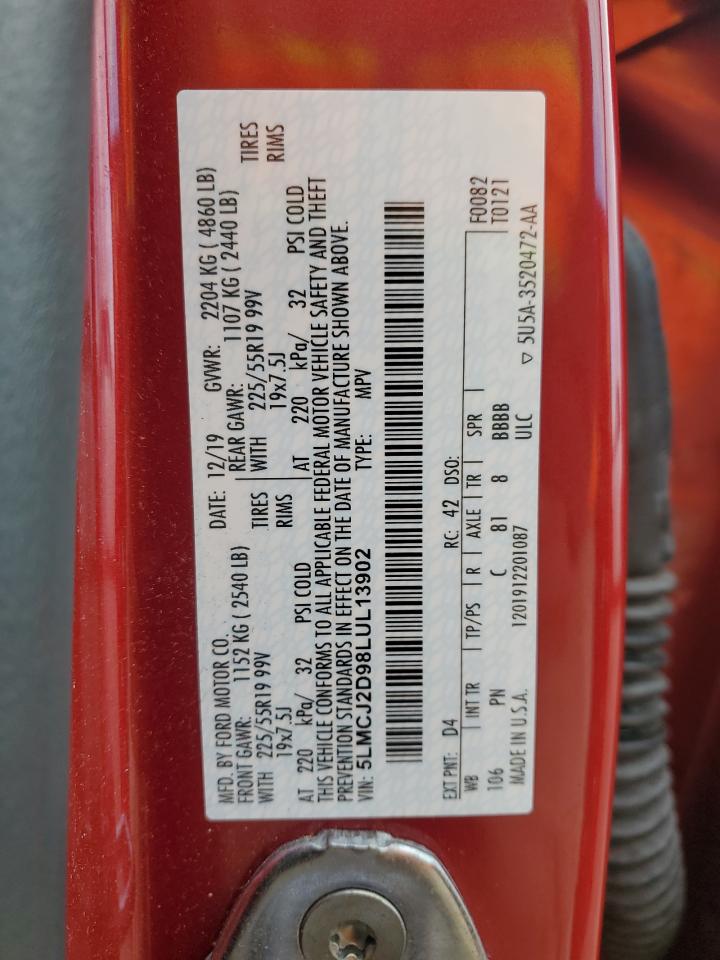 MFD. BY FORD MOTOR CO. DATE: 12/19 GVWR: 2204 KG ( 4860 LB)
FRONT GAWR: 1152 KG ( 2540 LB) REAR GAWR: 1107 KG ( 2440 LB)
WITH 225/55R19 99V TIRES WITH 225/55R19 99V TIRES
19x7.5J RIMS 19x7.5J RIMS
AT 220 kPa/ 32 PSI COLD AT 220 kPa/ 32 PSI COLD
THIS VEHICLE CONFORMS TO ALL APPLICABLE FEDERAL MOTOR VEHICLE SAFETY AND THEFT
PREVENTION STANDARDS IN EFFECT ON THE DATE OF MANUFACTURE SHOWN ABOVE.
VIN: 5LMCJ2D98LUL13902 TYPE: MPV
EXT PNT: D4 RC: 42 DSO: F0082
WB INT TR TP/PS R AXLE TR SPR T0121
106 PN C 81 8 BBBB
MADE IN U.S.A. 1201912201087 ULC ▽ 5U5A-3520472-AA